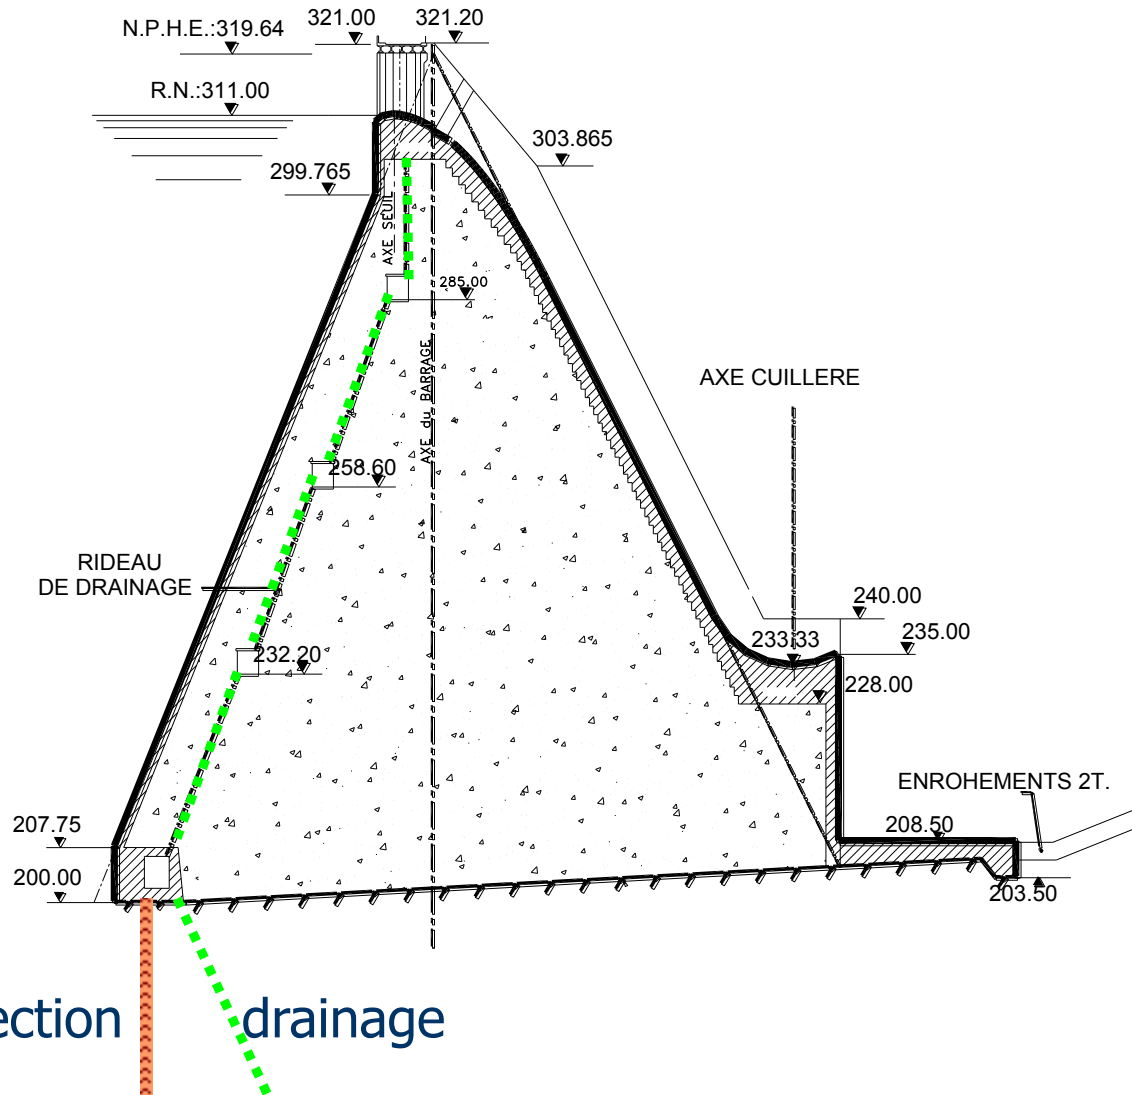 321.00
321.20
N.P.H.E.:319.64
R.N.:311.00
303.865
299.765
AXE SEUIL
285.00
AXE du BARRAGE
AXE CUILLERE
258.60
RIDEAU
DE DRAINAGE
240.00
235.00
233.33
232.20
228.00
ENROHEMENTS 2T.
207.75
208.50
200.00
203.50
ection
drainage